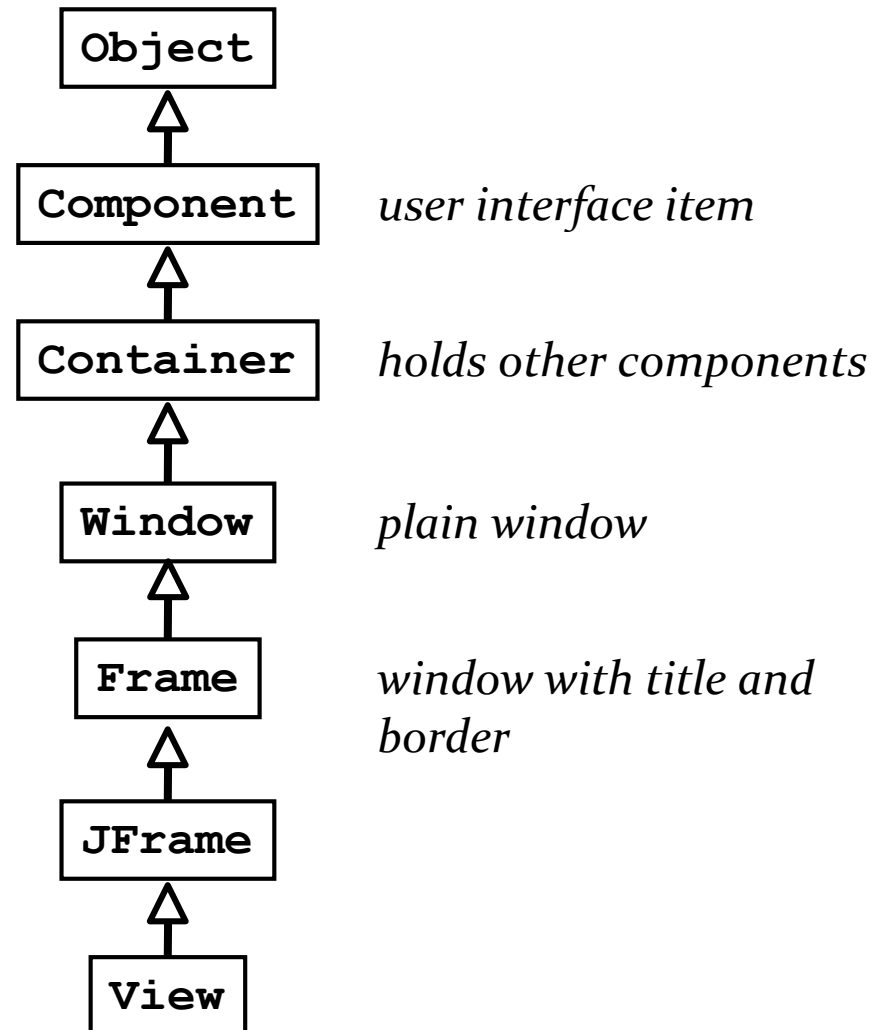 Object
Component
user interface item
Container
holds other components
Window
plain window
Frame
window with title and
border
JFrame
View